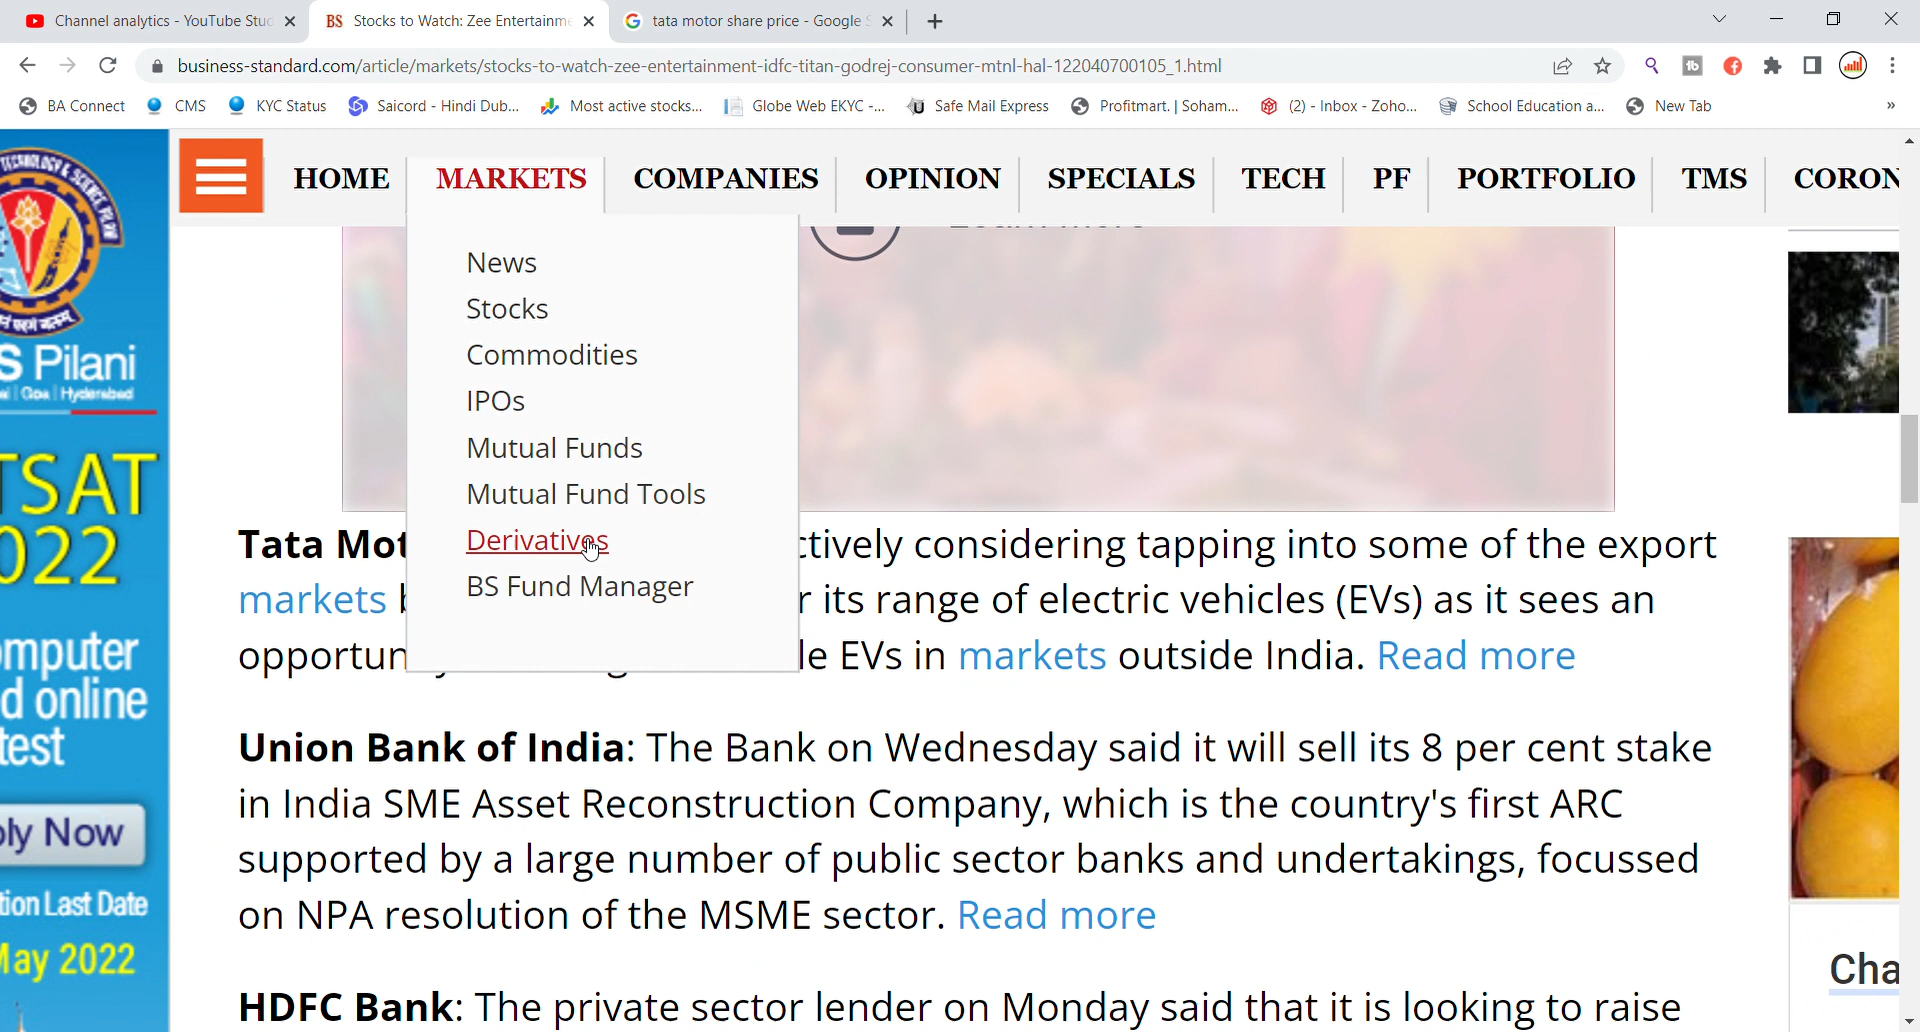 Channel analytics - YouTube Stu
Stocks to Watch: Zee Entertainme
tata motor share price - Google S
business-standard.com/article/markets/stocks-to-watch-zee-entertainment-idfc-titan-godrej-consumer-mtnl-hal-122040700105_1.html
BA Connect CMS KYC Status Saicord - Hindi Dub... Most active stocks... Globe Web EKYC -... Safe Mail Express Profitmart. | Soham... (2) - Inbox - Zoho... School Education a... New Tab »
HOME MARKETS COMPANIES OPINION SPECIALS TECH PF PORTFOLIO TMS CORON
News
Stocks
Commodities
IPOs
Mutual Funds
Mutual Fund Tools
Derivatives
BS Fund Manager
Tata Mot ctively considering tapping into some of the export
markets b r its range of electric vehicles (EVs) as it sees an
opportun le EVs in markets outside India. Read more
Union Bank of India: The Bank on Wednesday said it will sell its 8 per cent stake
in India SME Asset Reconstruction Company, which is the country's first ARC
supported by a large number of public sector banks and undertakings, focussed
on NPA resolution of the MSME sector. Read more
HDFC Bank: The private sector lender on Monday said that it is looking to raise
S Pilani
Goa | Hyderabad
TSAT
022
mputer
d online
test
ply Now
tion Last Date
May 2022
Cha